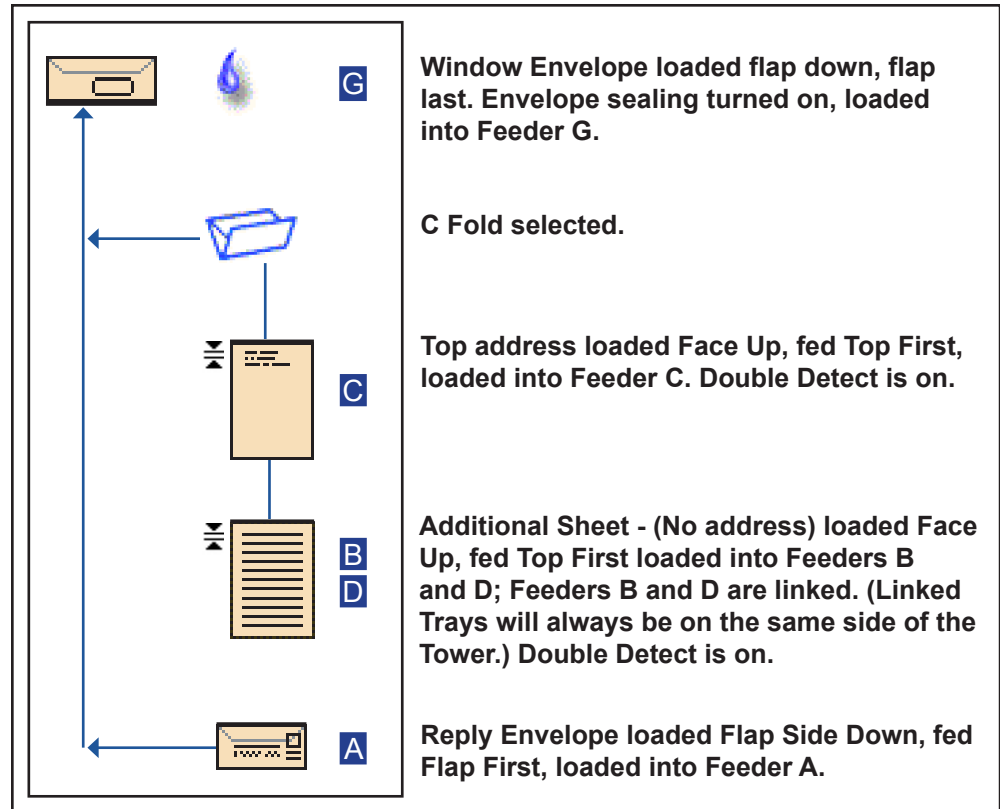 G
Window Envelope loaded flap down, flap
last. Envelope sealing turned on, loaded
into Feeder G.
C Fold selected.
C
Top address loaded Face Up, fed Top First,
loaded into Feeder C. Double Detect is on.
B
D
Additional Sheet - (No address) loaded Face
Up, fed Top First loaded into Feeders B
and D; Feeders B and D are linked. (Linked
Trays will always be on the same side of the
Tower.) Double Detect is on.
A
Reply Envelope loaded Flap Side Down, fed
Flap First, loaded into Feeder A.